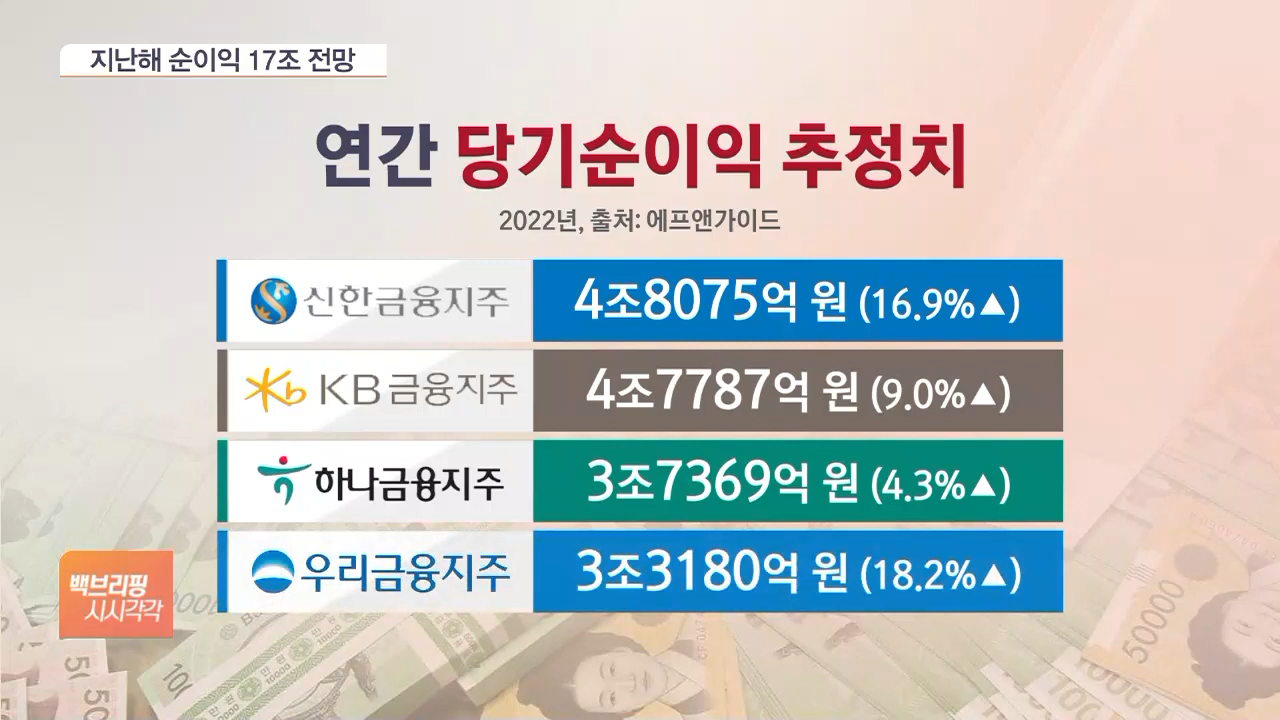 지난해 순이익 17조 전망
연간 당기순이익 추정치
2022년, 출처: 에프앤가이드
신한금융지주 4조8075억 원 (16.9%▲)
Kb KB금융지주 4조7787억 원 (9.0%▲)
하나금융지주 3조7369억 원 (4.3%▲)
우리금융지주 3조3180억 원 (18.2%▲)
백브리핑
시시각각
50000
10000